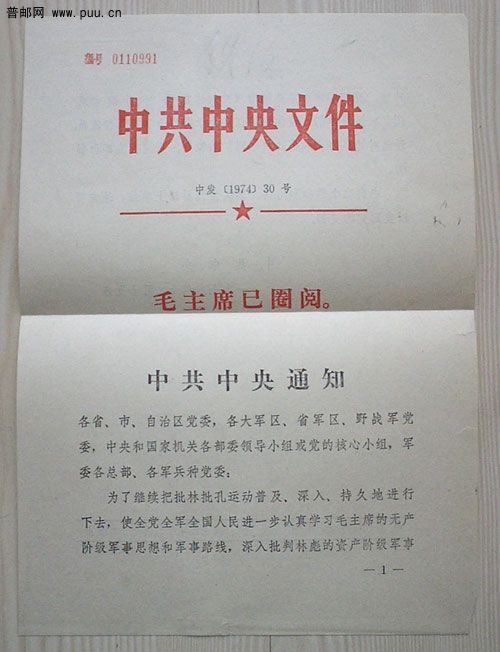 普邮网 www.puu.cn
编号 0110991
中共中央文件
中发〔1974〕30号
毛主席已圈阅。
中共中央通知
各省、市、自治区党委，各大军区、省军区、野战军党
委，中央和国家机关各部委领导小组或党的核心小组，军
委各总部、各军兵种党委：
为了继续把批林批孔运动普及、深入、持久地进行
下去，使全党全军全国人民进一步认真学习毛主席的无产
阶级军事思想和军事路线，深入批判林彪的资产阶级军事
—1—